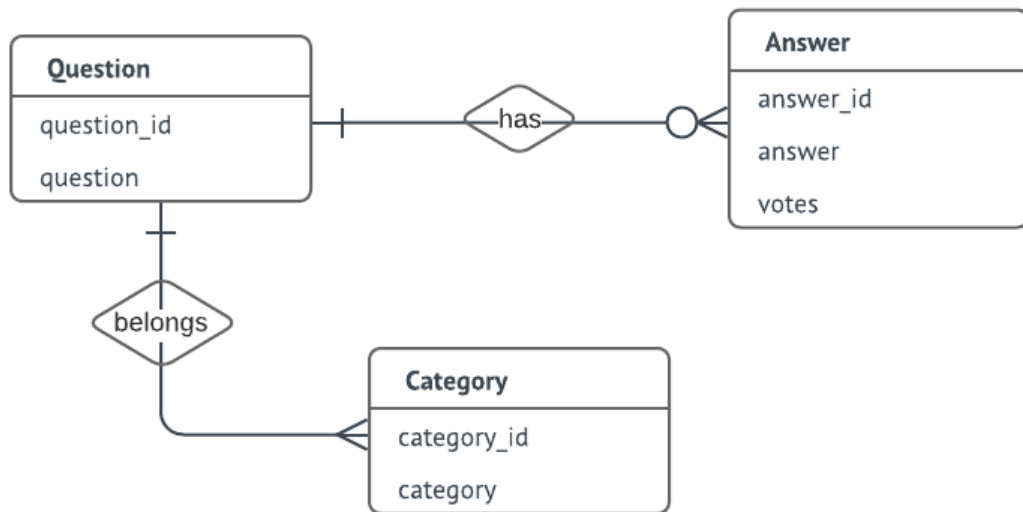 Question
question_id
question
has
Answer
answer_id
answer
votes
belongs
Category
category_id
category